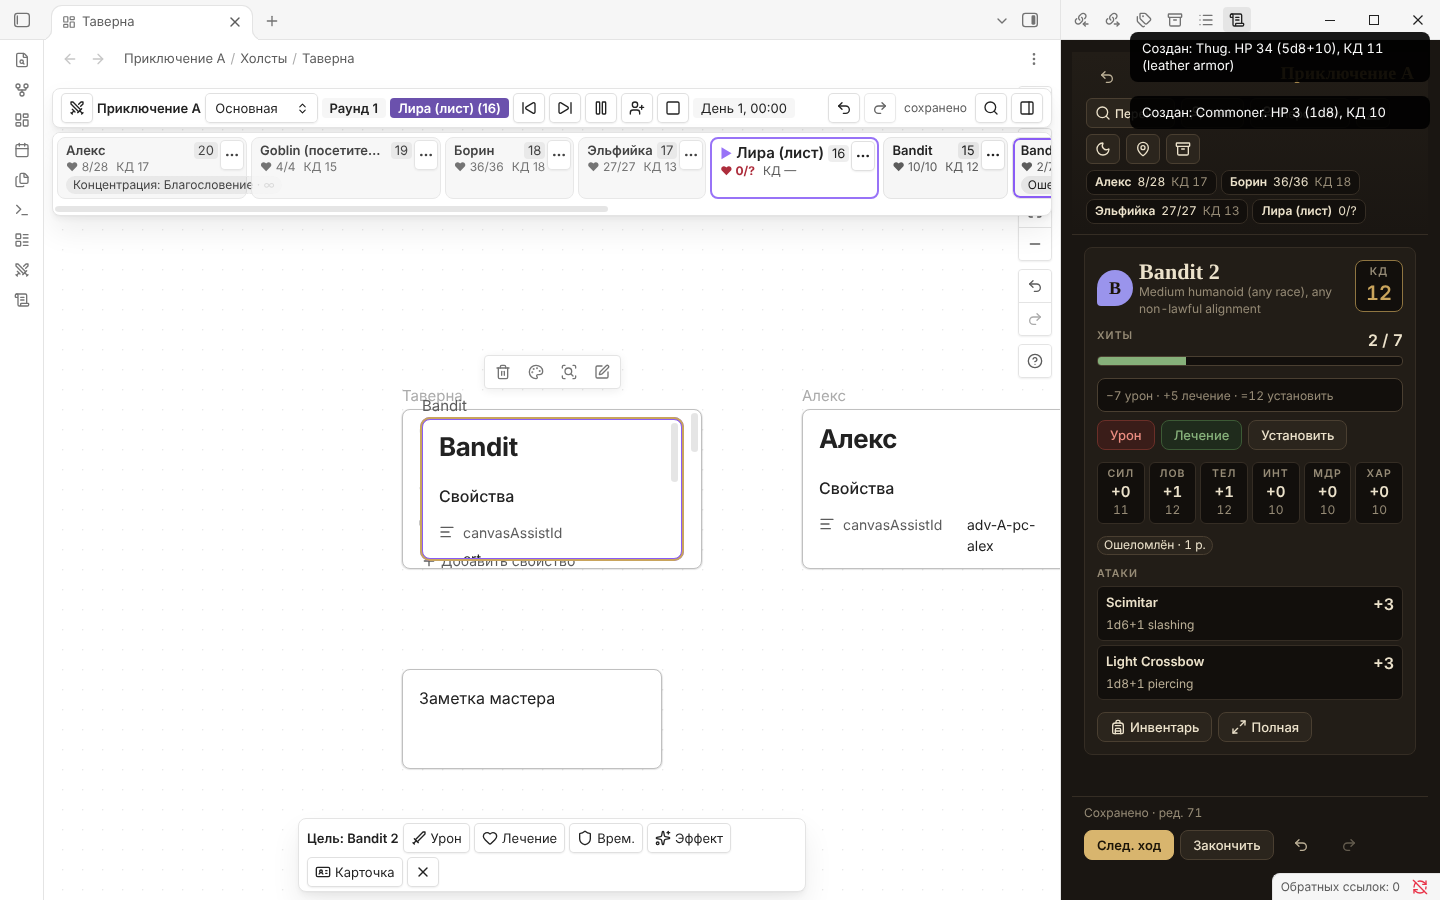 Таверна
Приключение А / Холсты / Таверна
Приключение А
Основная
Раунд 1
Лира (лист) (16)
День 1, 00:00
сохранено
Алекс 20
8/28 КД 17
Концентрация: Благословение · ∞
Goblin (посетите... 19
4/4 КД 15
Борин 18
36/36 КД 18
Эльфийка 17
27/27 КД 13
Лира (лист) 16
0/? КД —
Bandit 15
10/10 КД 12
Band
2/7
Оше
Таверна
Bandit
Bandit
Свойства
canvasAssistId
Добавить свойство
Алекс
Алекс
Свойства
canvasAssistId adv-A-pc-
alex
Заметка мастера
Цель: Bandit 2
Урон
Лечение
Врем.
Эффект
Карточка
Создан: Thug. HP 34 (5d8+10), КД 11
(leather armor)
Приключение А
Пе
Создан: Commoner. HP 3 (1d8), КД 10
Алекс 8/28 КД 17
Борин 36/36 КД 18
Эльфийка 27/27 КД 13
Лира (лист) 0/?
B
Bandit 2
Medium humanoid (any race), any
non-lawful alignment
КД
12
ХИТЫ
2 / 7
−7 урон · +5 лечение · =12 установить
Урон
Лечение
Установить
СИЛ ЛОВ ТЕЛ ИНТ МДР ХАР
+0 +1 +1 +0 +0 +0
11 12 12 10 10 10
Ошеломлён · 1 р.
АТАКИ
Scimitar +3
1d6+1 slashing
Light Crossbow +3
1d8+1 piercing
Инвентарь
Полная
Сохранено · ред. 71
След. ход
Закончить
Обратных ссылок: 0